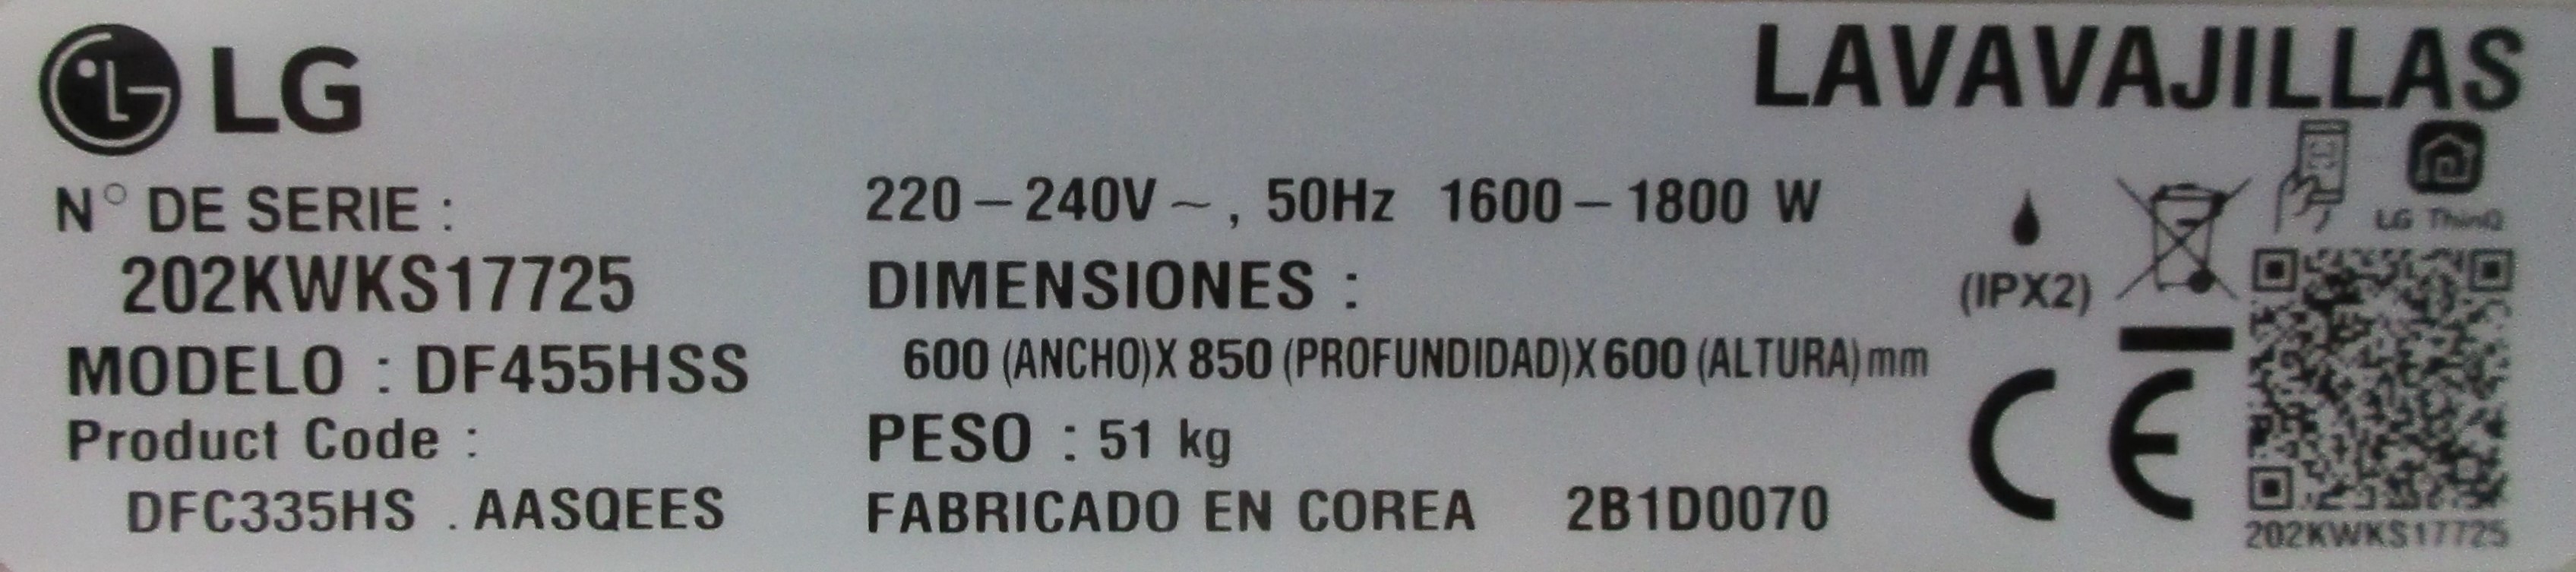 LG
LAVAVAJILLAS
N° DE SERIE :
202KWKS17725
MODELO : DF455HSS
Product Code :
DFC335HS . AASQEES
220–240V~, 50Hz 1600–1800 W
DIMENSIONES :
600 (ANCHO)X 850 (PROFUNDIDAD)X 600 (ALTURA) mm
PESO : 51 kg
FABRICADO EN COREA 2B1D0070
(IPX2)
CE
LG ThinQ
202KWKS17725